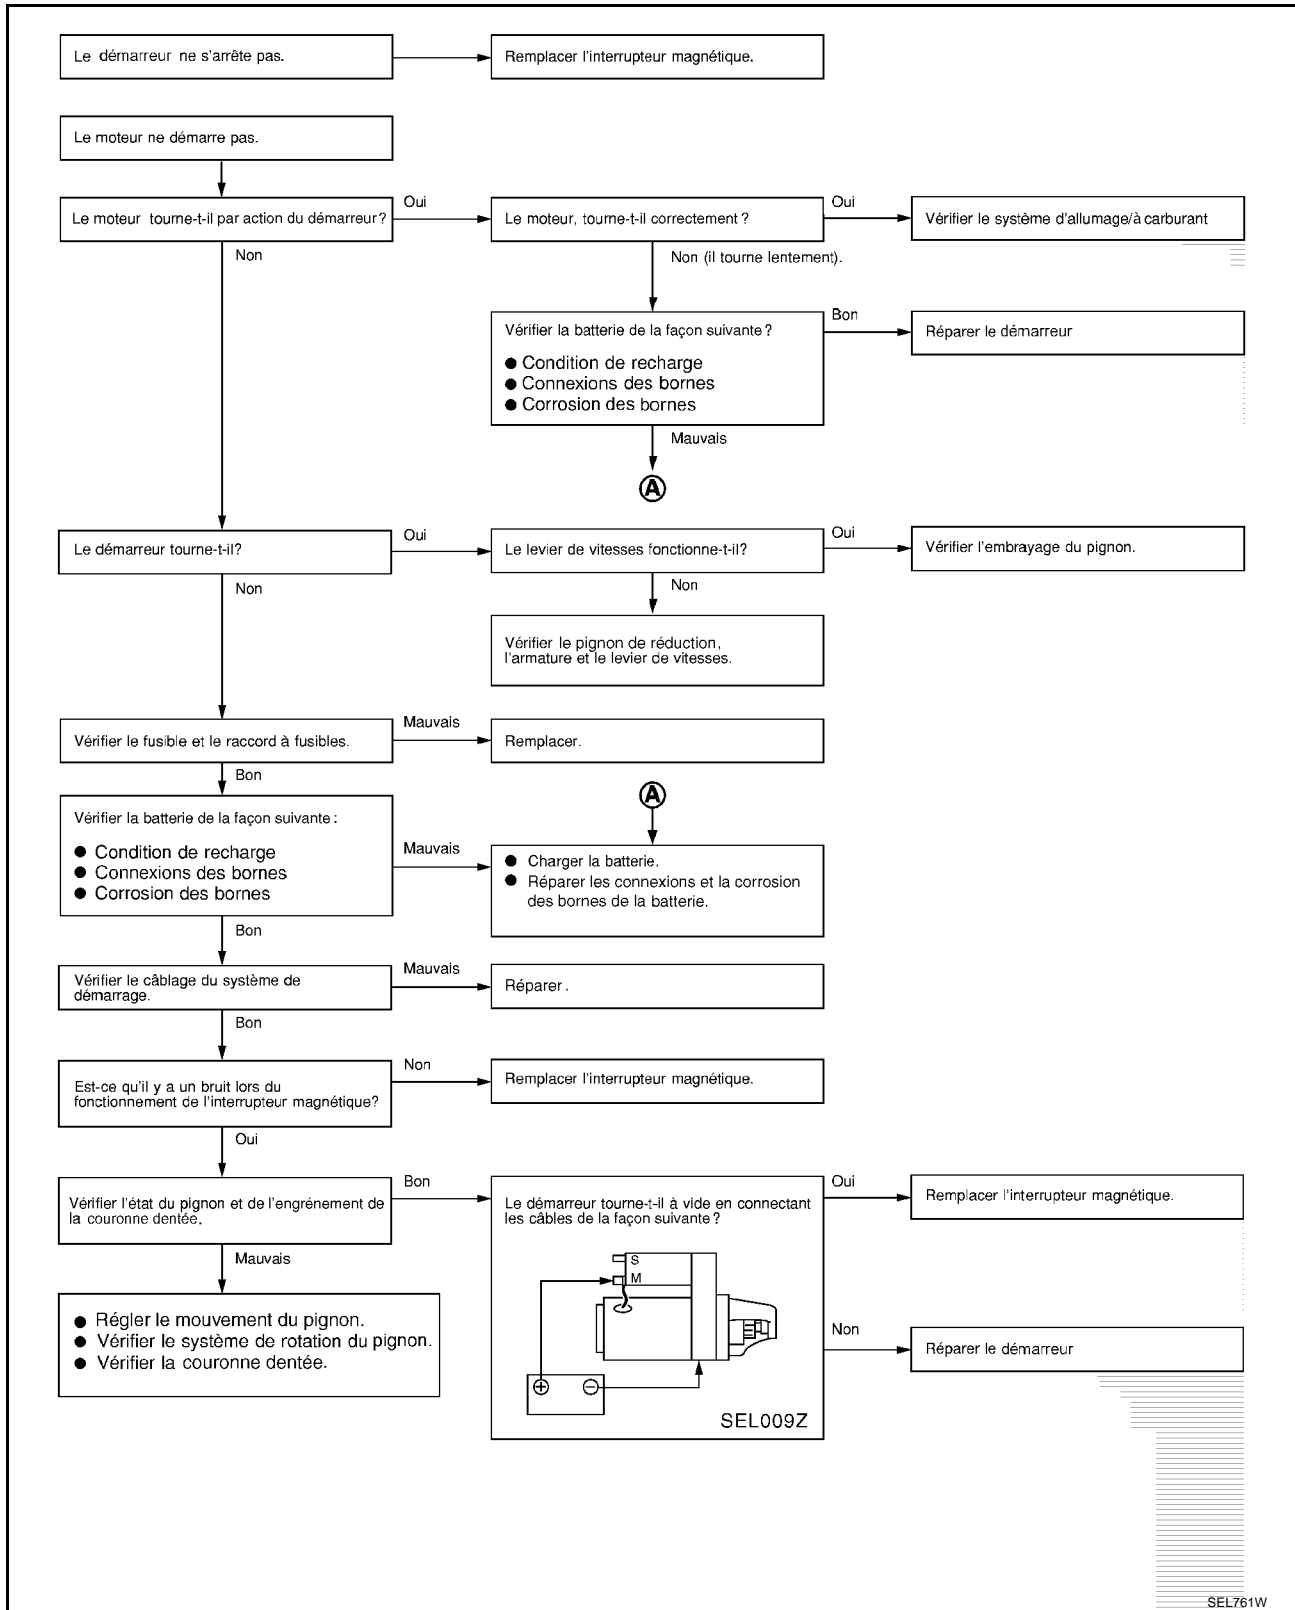 Le démarreur ne s'arrête pas.
Remplacer l'interrupteur magnétique.
Le moteur ne démarre pas.
Le moteur tourne-t-il par action du démarreur?
Oui
Le moteur, tourne-t-il correctement?
Oui
Vérifier le système d'allumage/à carburant
Non
Non (il tourne lentement).
Vérifier la batterie de la façon suivante?
● Condition de recharge
● Connexions des bornes
● Corrosion des bornes
Bon
Réparer le démarreur
Mauvais
A
Le démarreur tourne-t-il?
Oui
Le levier de vitesses fonctionne-t-il?
Oui
Vérifier l'embrayage du pignon.
Non
Non
Vérifier le pignon de réduction,
l'armature et le levier de vitesses.
Vérifier le fusible et le raccord à fusibles.
Mauvais
Remplacer.
Bon
A
Vérifier la batterie de la façon suivante :
● Condition de recharge
● Connexions des bornes
● Corrosion des bornes
Mauvais
● Charger la batterie.
● Réparer les connexions et la corrosion
des bornes de la batterie.
Bon
Vérifier le câblage du système de
démarrage.
Mauvais
Réparer.
Bon
Est-ce qu'il y a un bruit lors du
fonctionnement de l'interrupteur magnétique?
Non
Remplacer l'interrupteur magnétique.
Oui
Vérifier l'état du pignon et de l'engrénement de
la couronne dentée.
Bon
Le démarreur tourne-t-il à vide en connectant
les câbles de la façon suivante?
S
M
+ −
SEL009Z
Oui
Remplacer l'interrupteur magnétique.
Non
Réparer le démarreur
Mauvais
● Régler le mouvement du pignon.
● Vérifier le système de rotation du pignon.
● Vérifier la couronne dentée.
SEL761W